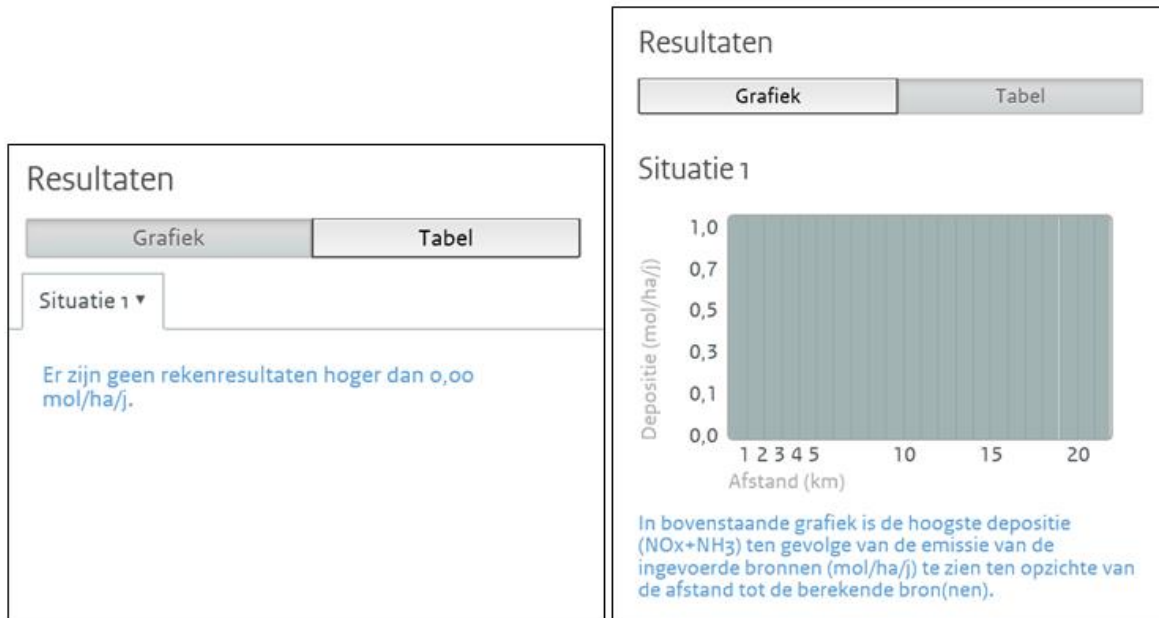 Resultaten
Grafiek Tabel
Situatie 1 ▾
Er zijn geen rekenresultaten hoger dan 0,00
mol/ha/j.
Resultaten
Grafiek Tabel
Situatie 1
Depositie (mol/ha/j)
1,0
0,7
0,5
0,3
0,1
0,0
1 2 3 4 5 10 15 20
Afstand (km)
In bovenstaande grafiek is de hoogste depositie
(NOx+NH3) ten gevolge van de emissie van de
ingevoerde bronnen (mol/ha/j) te zien ten opzichte van
de afstand tot de berekende bron(nen).